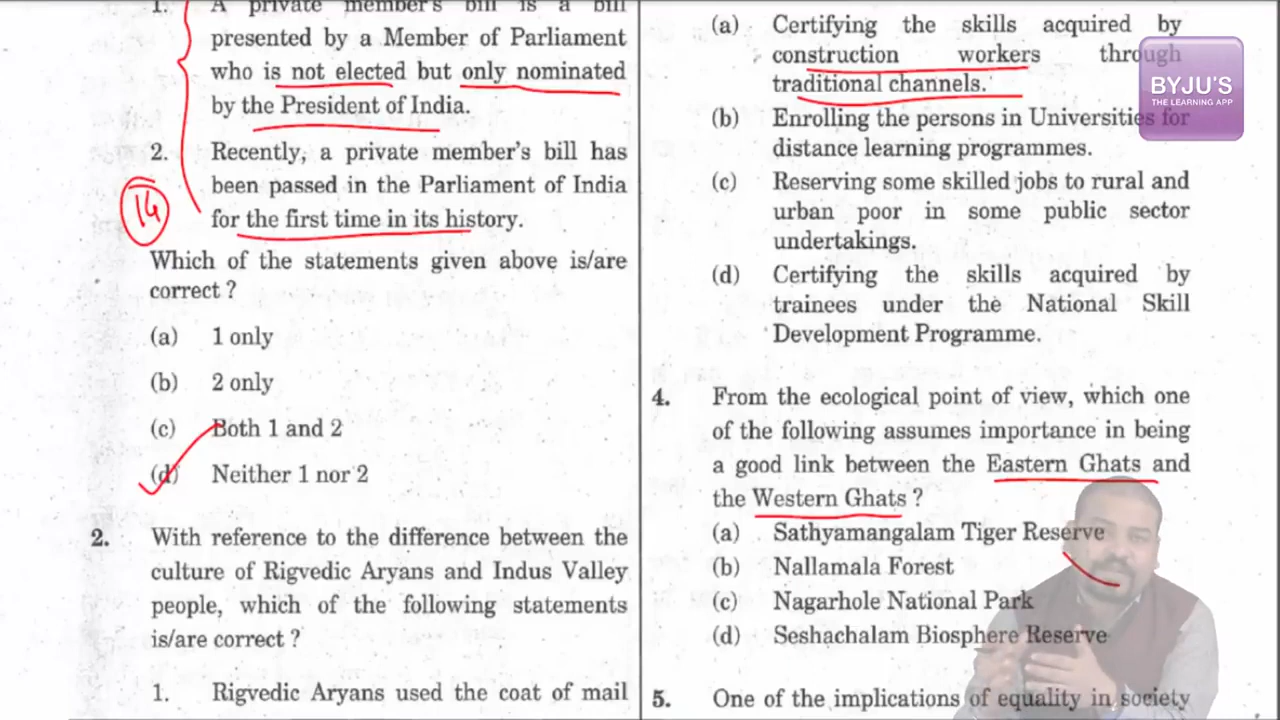 1. A private member's bill is a bill
presented by a Member of Parliament
who is not elected but only nominated
by the President of India.
2. Recently, a private member's bill has
been passed in the Parliament of India
for the first time in its history.
14
Which of the statements given above is/are
correct ?
(a) 1 only
(b) 2 only
(c) Both 1 and 2
(d) Neither 1 nor 2
2. With reference to the difference between the
culture of Rigvedic Aryans and Indus Valley
people, which of the following statements
is/are correct ?
1. Rigvedic Aryans used the coat of mail
(a) Certifying the skills acquired by
construction workers through
traditional channels.
(b) Enrolling the persons in Universities for
distance learning programmes.
(c) Reserving some skilled jobs to rural and
urban poor in some public sector
undertakings.
(d) Certifying the skills acquired by
trainees under the National Skill
Development Programme.
4. From the ecological point of view, which one
of the following assumes importance in being
a good link between the Eastern Ghats and
the Western Ghats ?
(a) Sathyamangalam Tiger Reserve
(b) Nallamala Forest
(c) Nagarhole National Park
(d) Seshachalam Biosphere Reserve
5. One of the implications of equality in society
BYJU'S
THE LEARNING APP